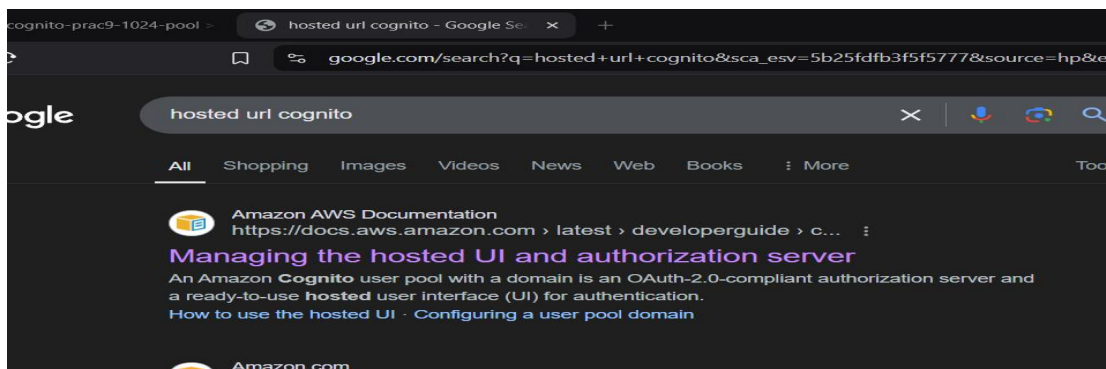 cognito-prac9-1024-pool
hosted url cognito - Google Se
google.com/search?q=hosted+url+cognito&sca_esv=5b25fdfb3f5f5777&source=hp&e
ogle
hosted url cognito
All Shopping Images Videos News Web Books More Too
Amazon AWS Documentation
https://docs.aws.amazon.com › latest › developerguide › c...
Managing the hosted UI and authorization server
An Amazon Cognito user pool with a domain is an OAuth-2.0-compliant authorization server and
a ready-to-use hosted user interface (UI) for authentication.
How to use the hosted UI · Configuring a user pool domain
Amazon.com